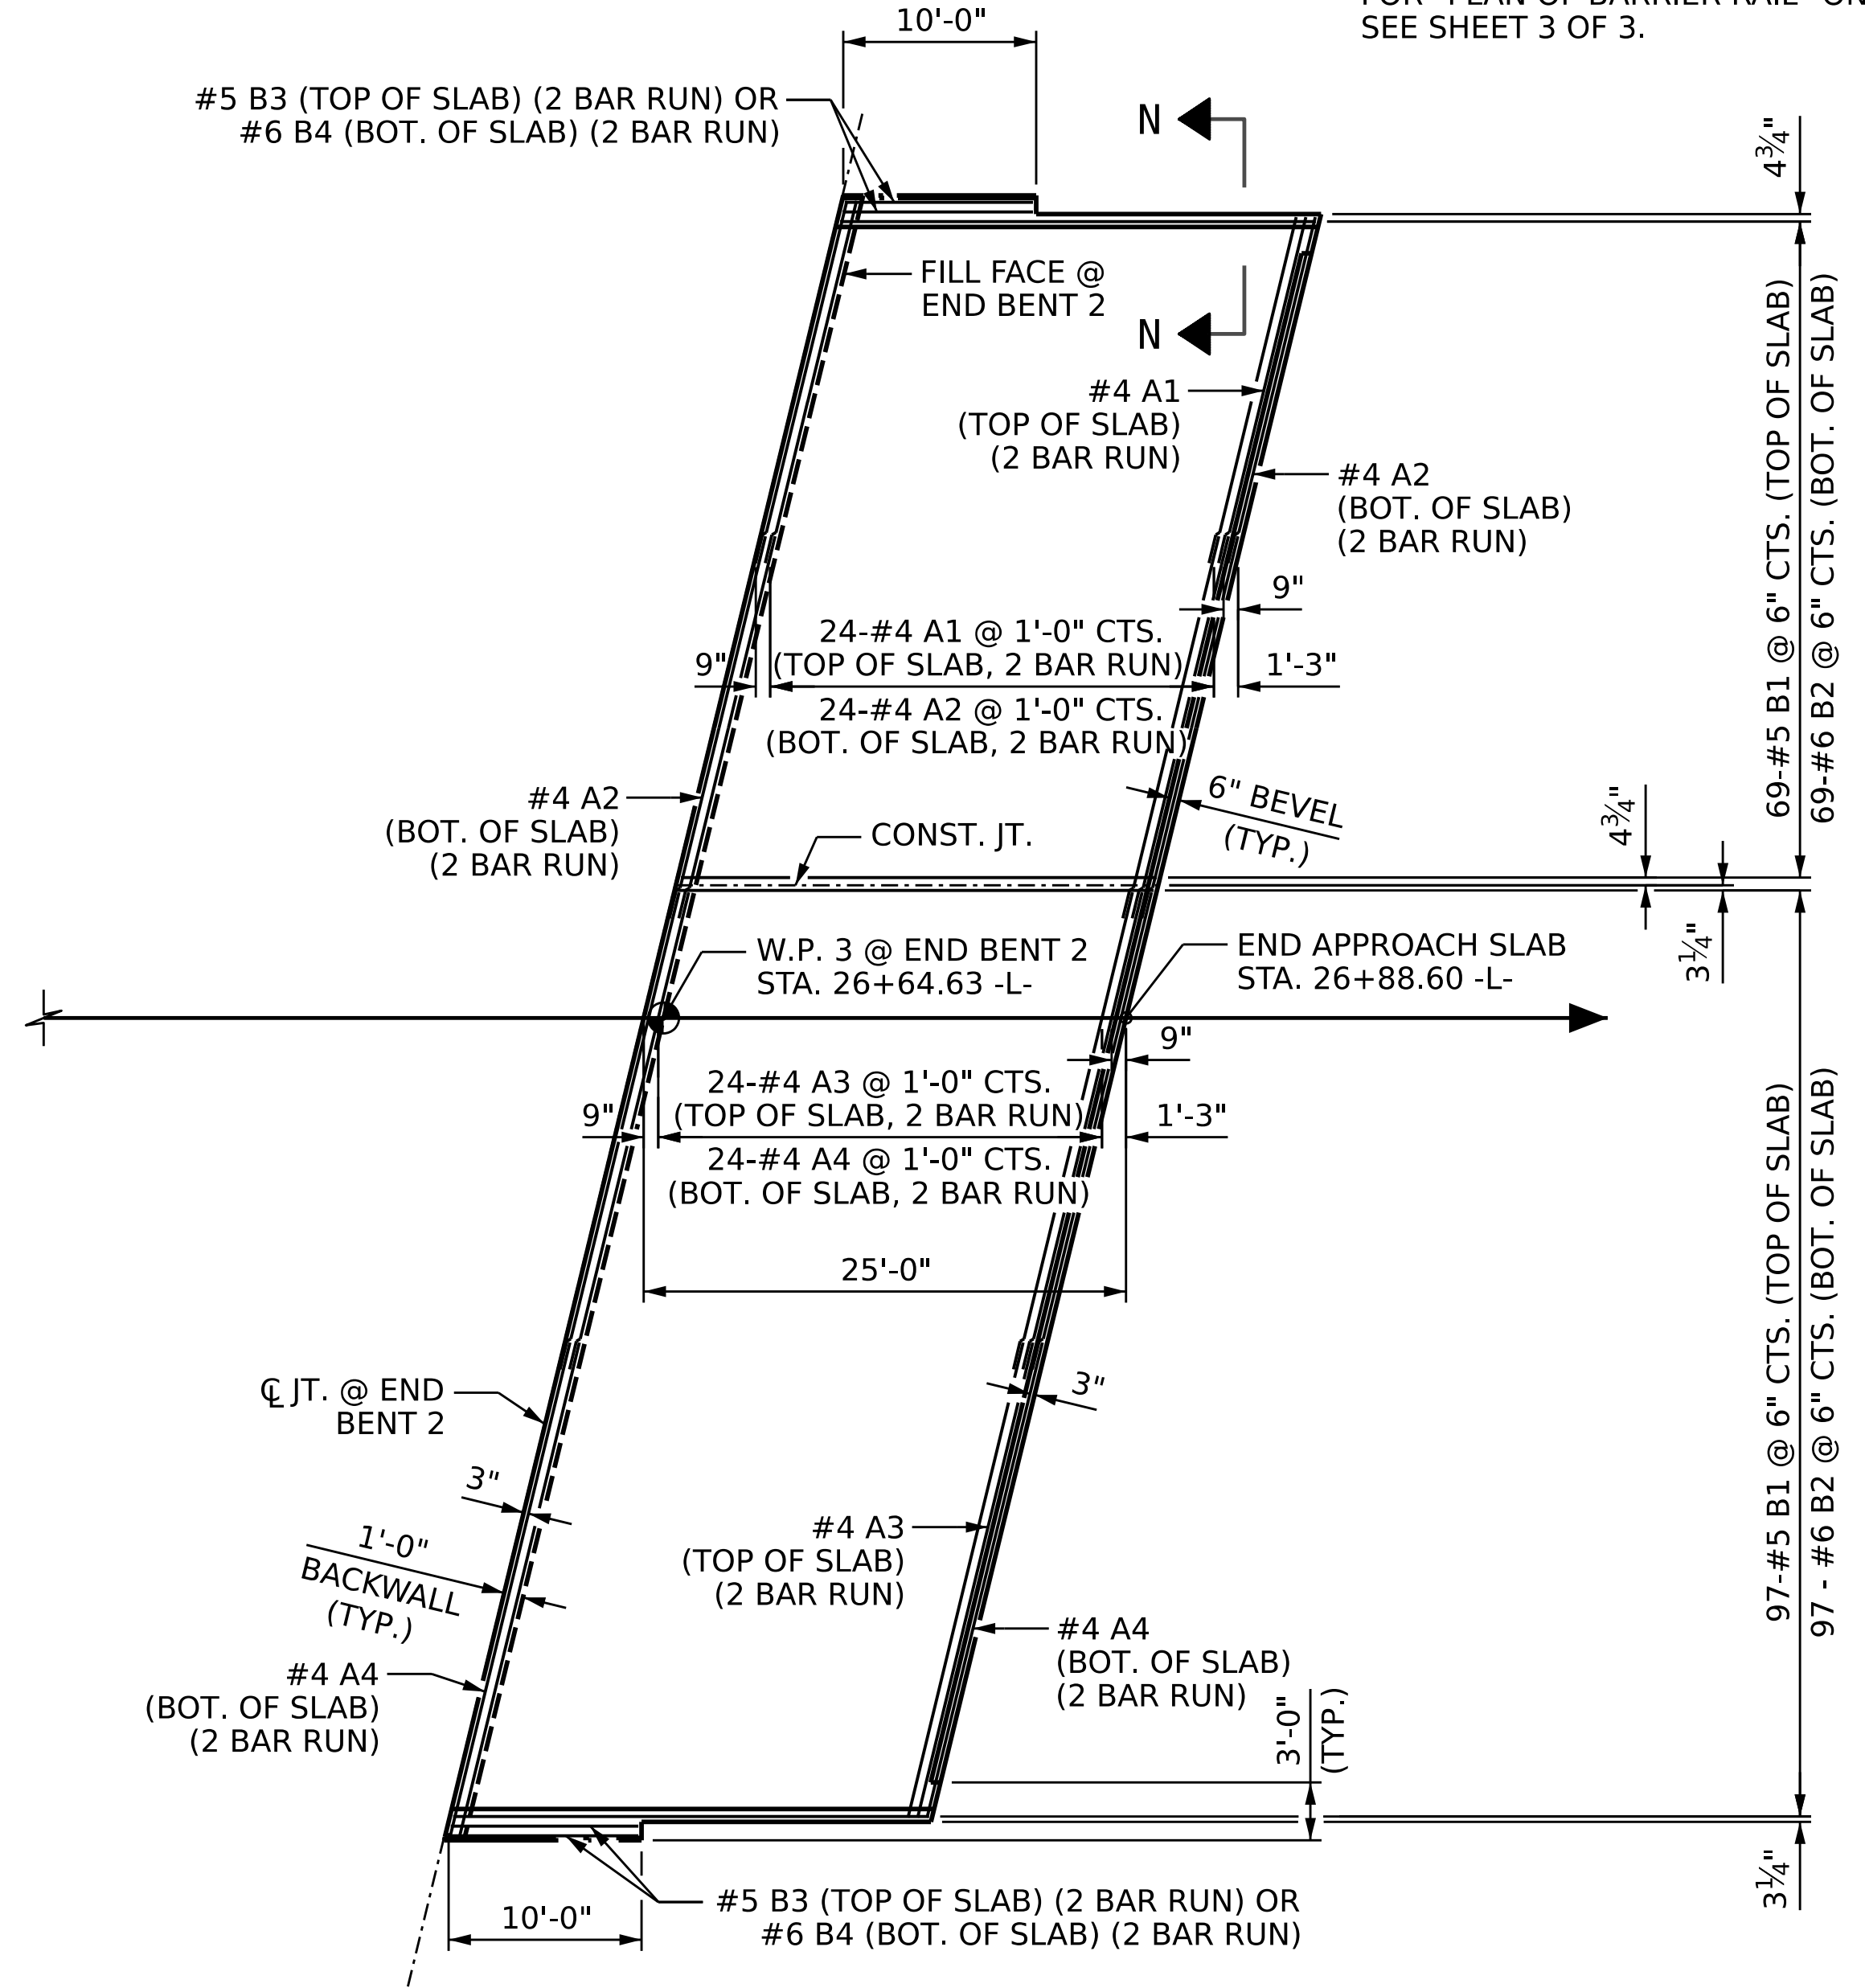 SEE SHEET 3 OF 3.
10'-0"
#5 B3 (TOP OF SLAB) (2 BAR RUN) OR
#6 B4 (BOT. OF SLAB) (2 BAR RUN)
N
4¾"
FILL FACE @
END BENT 2
N
#4 A1
(TOP OF SLAB)
(2 BAR RUN)
#4 A2
(BOT. OF SLAB)
(2 BAR RUN)
69-#5 B1 @ 6" CTS. (TOP OF SLAB)
69-#6 B2 @ 6" CTS. (BOT. OF SLAB)
9"
24-#4 A1 @ 1'-0" CTS.
(TOP OF SLAB, 2 BAR RUN)
9"
1'-3"
24-#4 A2 @ 1'-0" CTS.
(BOT. OF SLAB, 2 BAR RUN)
#4 A2
(BOT. OF SLAB)
(2 BAR RUN)
6" BEVEL
(TYP.)
CONST. JT.
4¾"
3¼"
W.P. 3 @ END BENT 2
STA. 26+64.63 -L-
END APPROACH SLAB
STA. 26+88.60 -L-
9"
24-#4 A3 @ 1'-0" CTS.
(TOP OF SLAB, 2 BAR RUN)
9"
1'-3"
24-#4 A4 @ 1'-0" CTS.
(BOT. OF SLAB, 2 BAR RUN)
97-#5 B1 @ 6" CTS. (TOP OF SLAB)
97 - #6 B2 @ 6" CTS. (BOT. OF SLAB)
25'-0"
℄ JT. @ END
BENT 2
3"
3"
1'-0"
BACKWALL
(TYP.)
#4 A3
(TOP OF SLAB)
(2 BAR RUN)
#4 A4
(BOT. OF SLAB)
(2 BAR RUN)
#4 A4
(BOT. OF SLAB)
(2 BAR RUN)
3'-0"
(TYP.)
3¼"
#5 B3 (TOP OF SLAB) (2 BAR RUN) OR
#6 B4 (BOT. OF SLAB) (2 BAR RUN)
10'-0"